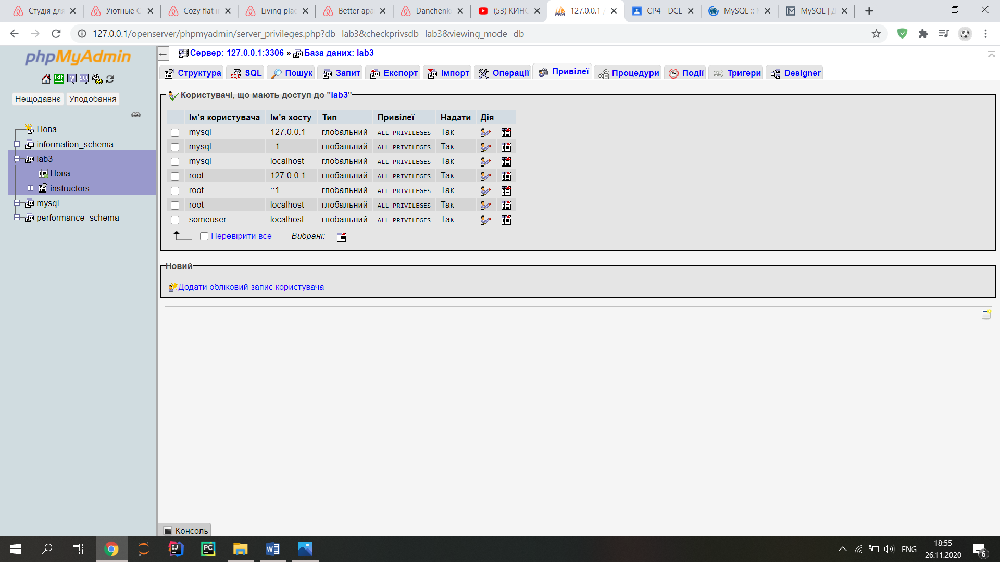 Студія для
Уютные С
Cozy flat in
Living plac
Better apa
Danchenk
(53) КИНО
127.0.0.1 /
СР4 - DCL
MySQL ::
MySQL | Д
127.0.0.1/openserver/phpmyadmin/server_privileges.php?db=lab3&checkprivsdb=lab3&viewing_mode=db
phpMyAdmin
Нещодавнє Уподобання
Нова
information_schema
lab3
Нова
instructors
mysql
performance_schema
Сервер: 127.0.0.1:3306 » База даних: lab3
Структура SQL Пошук Запит Експорт Імпорт Операції Привілеї Процедури Події Тригери Designer
Користувачі, що мають доступ до "lab3"
Ім'я користувача Ім'я хосту Тип Привілеї Надати Дія
mysql 127.0.0.1 глобальний ALL PRIVILEGES Так
mysql ::1 глобальний ALL PRIVILEGES Так
mysql localhost глобальний ALL PRIVILEGES Так
root 127.0.0.1 глобальний ALL PRIVILEGES Так
root ::1 глобальний ALL PRIVILEGES Так
root localhost глобальний ALL PRIVILEGES Так
someuser localhost глобальний ALL PRIVILEGES Так
Перевірити все Вибрані:
Новий
Додати обліковий запис користувача
Консоль
ENG
18:55
26.11.2020
6